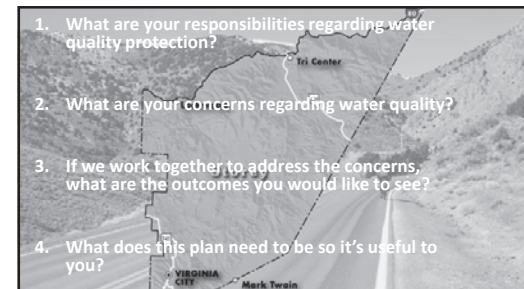 1. What are your responsibilities regarding water
quality protection?
80
Tri Center
2. What are your concerns regarding water quality?
3. If we work together to address the concerns,
what are the outcomes you would like to see?
Storey
4. What does this plan need to be so it's useful to
you?
VIRGINIA
CITY
Mark Twain